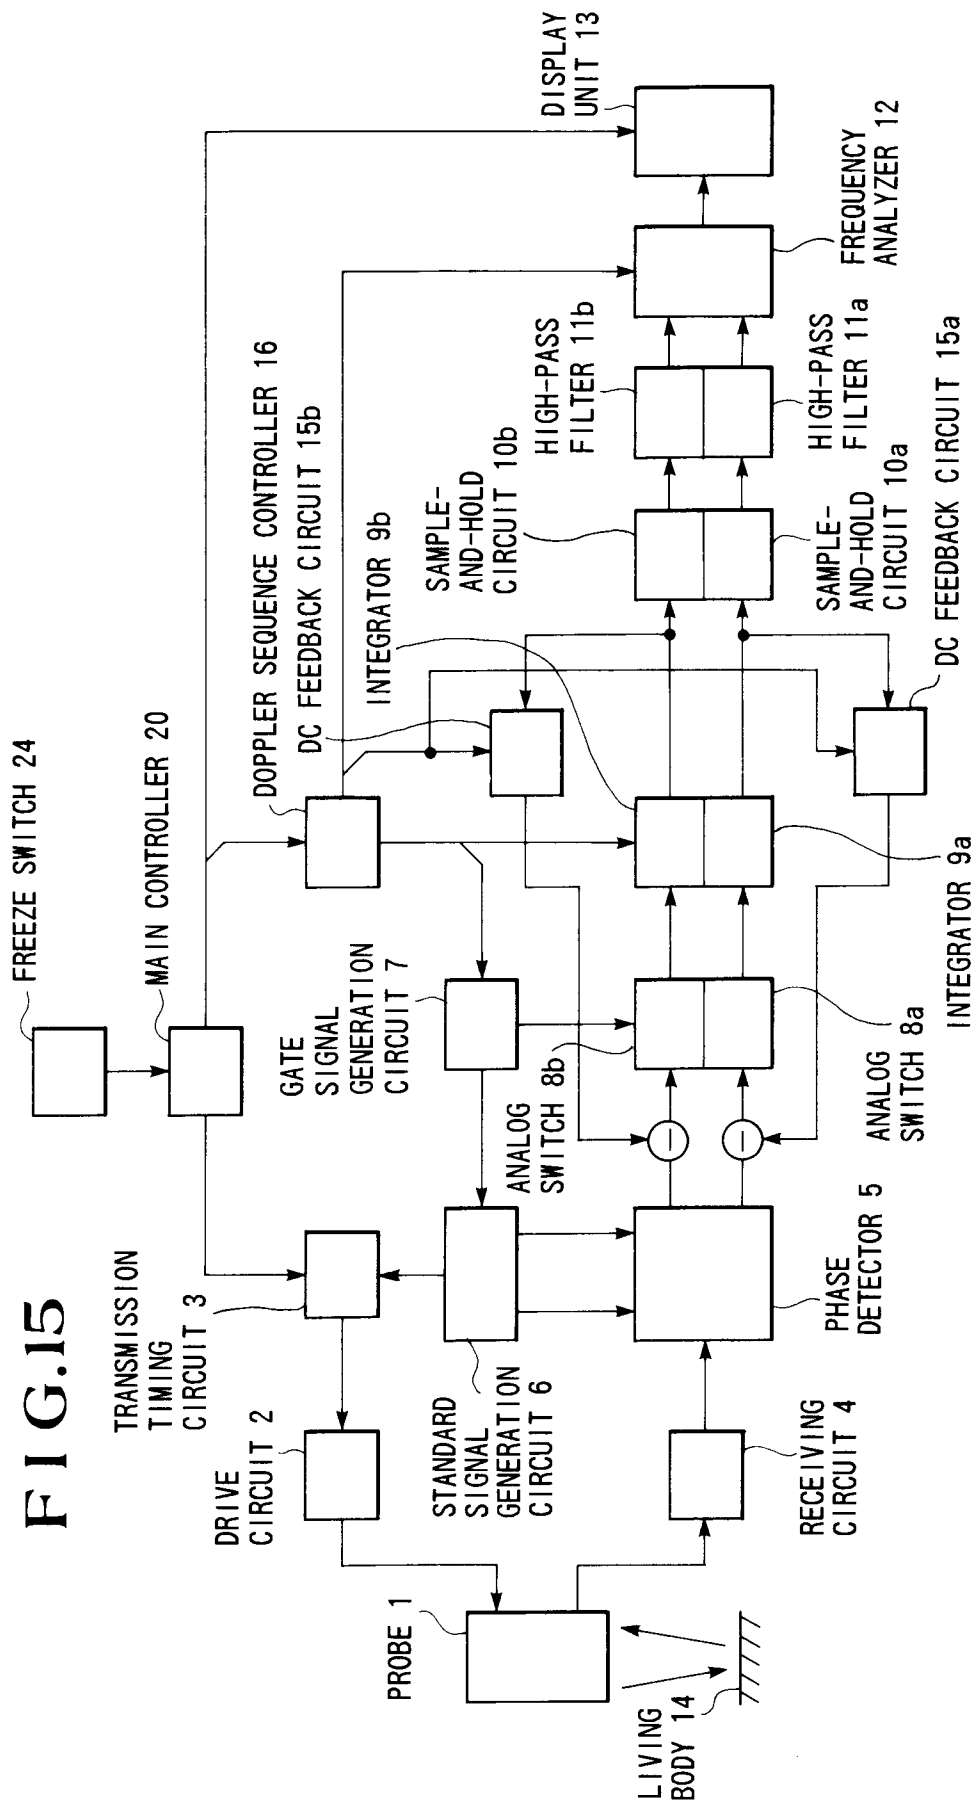 FIG.15
FREEZE SWITCH 24
MAIN CONTROLLER 20
TRANSMISSION
TIMING
CIRCUIT 3
DRIVE
CIRCUIT 2
PROBE 1
LIVING
BODY 14
STANDARD
SIGNAL
GENERATION
CIRCUIT 6
RECEIVING
CIRCUIT 4
PHASE
DETECTOR 5
GATE
SIGNAL
GENERATION
CIRCUIT 7
ANALOG
SWITCH 8b
ANALOG
SWITCH 8a
DOPPLER SEQUENCE CONTROLLER 16
DC FEEDBACK CIRCUIT 15b
INTEGRATOR 9b
INTEGRATOR 9a
SAMPLE-
AND-HOLD
CIRCUIT 10b
SAMPLE-
AND-HOLD
CIRCUIT 10a
DC FEEDBACK CIRCUIT 15a
HIGH-PASS
FILTER 11b
HIGH-PASS
FILTER 11a
FREQUENCY
ANALYZER 12
DISPLAY
UNIT 13